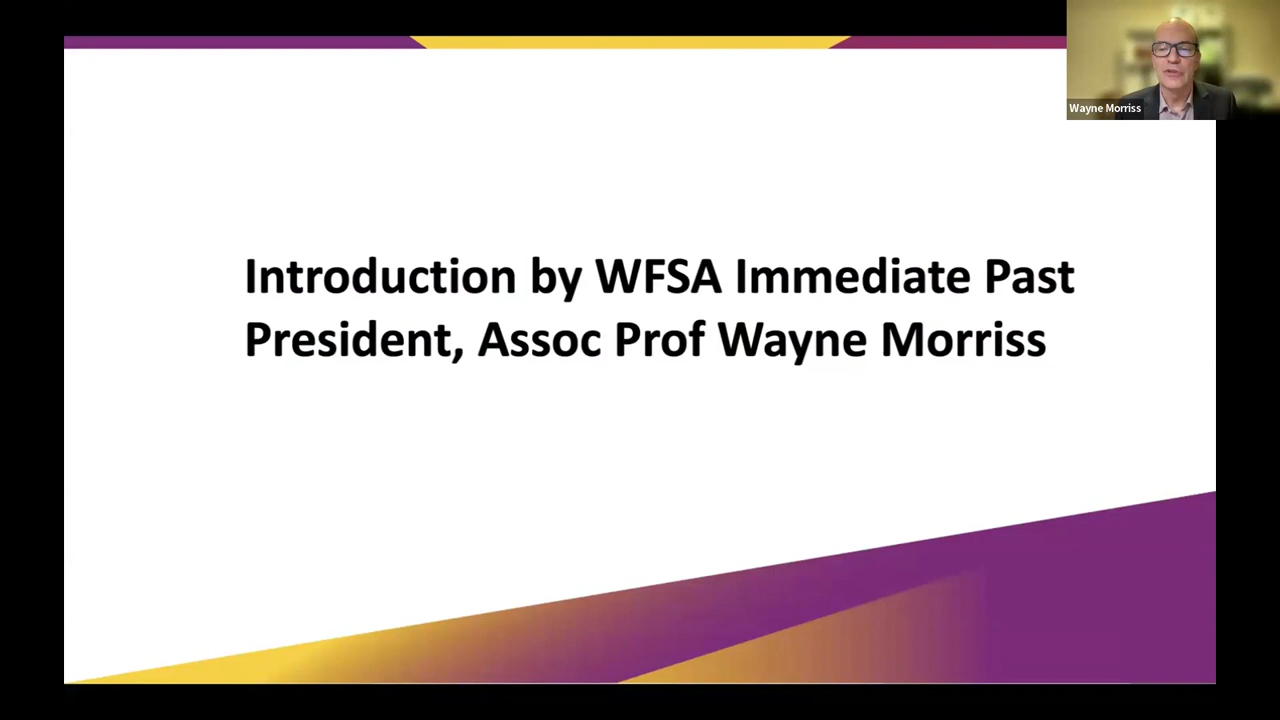 Wayne Morriss
Introduction by WFSA Immediate Past
President, Assoc Prof Wayne Morriss